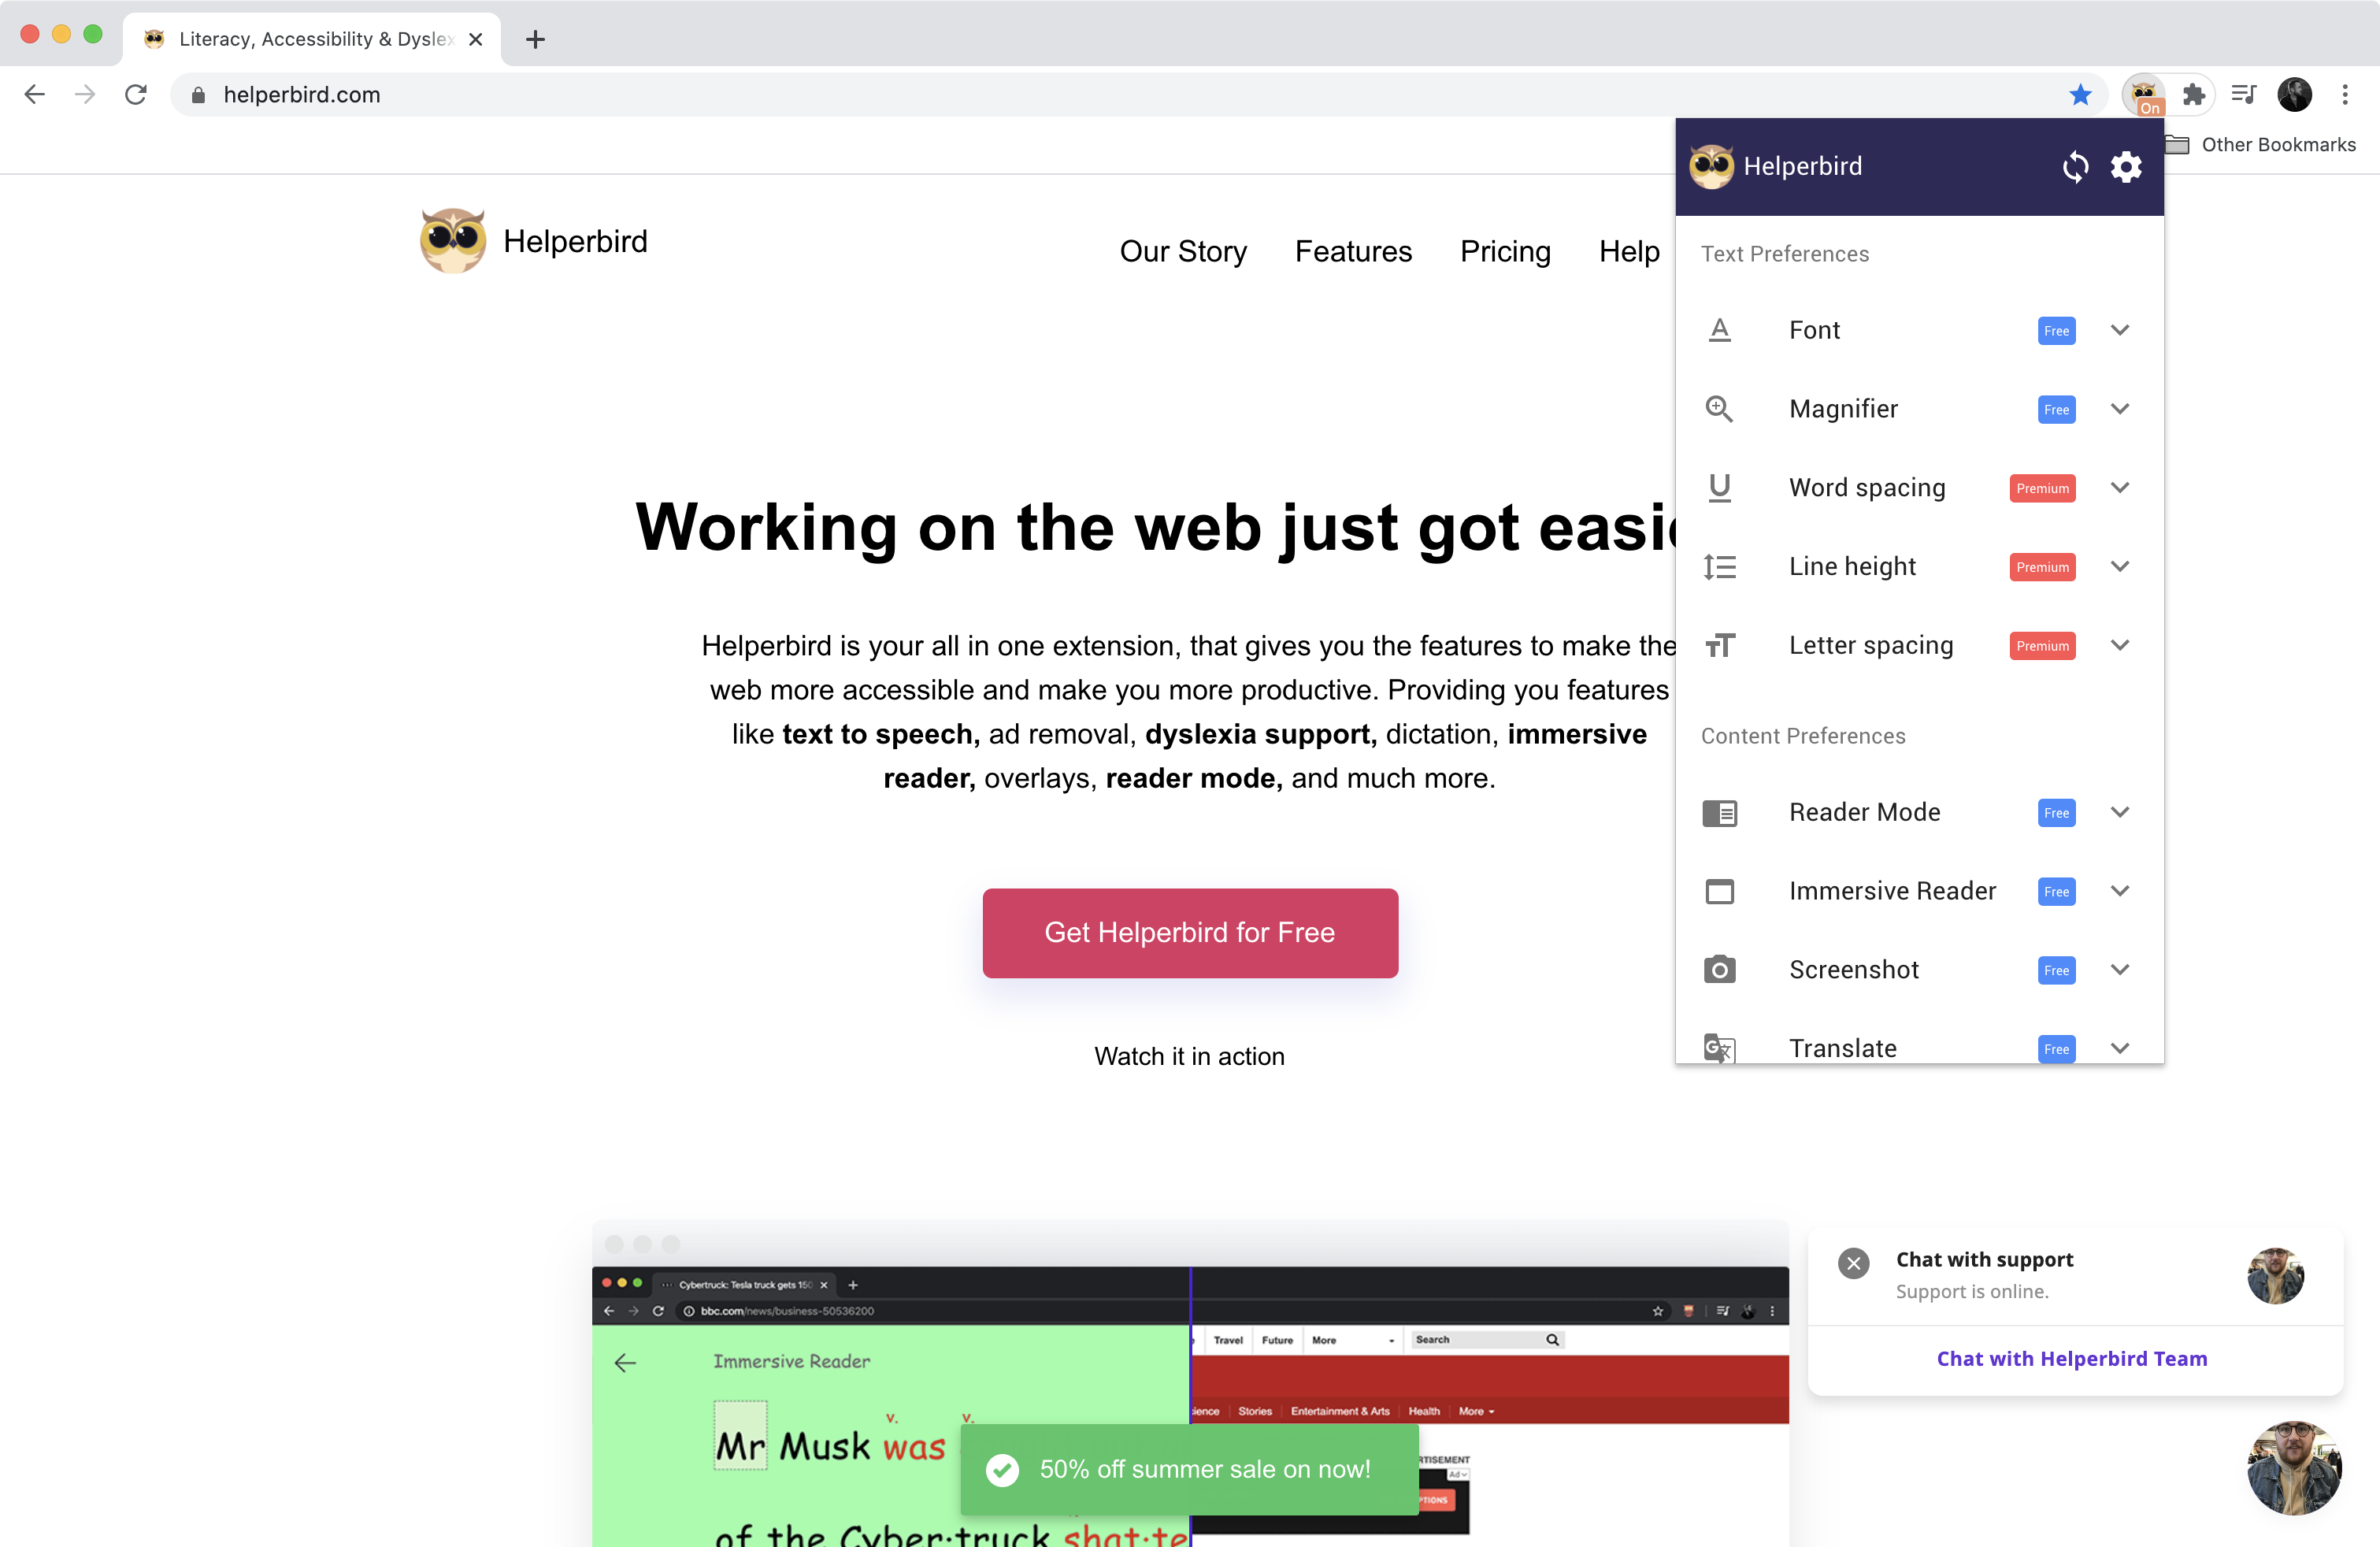 Literacy, Accessibility & Dyslex
helperbird.com
On
Other Bookmarks
Helperbird
Our Story
Features
Pricing
Help
Helperbird
Text Preferences
Font
Free
Magnifier
Free
Word spacing
Premium
Line height
Premium
Letter spacing
Premium
Content Preferences
Reader Mode
Free
Immersive Reader
Free
Screenshot
Free
Translate
Free
Working on the web just got easie
Helperbird is your all in one extension, that gives you the features to make the
web more accessible and make you more productive. Providing you features
like text to speech, ad removal, dyslexia support, dictation, immersive
reader, overlays, reader mode, and much more.
Get Helperbird for Free
Watch it in action
Cybertruck: Tesla truck gets 150
bbc.com/news/business-50536200
Travel
Future
More
Search
Immersive Reader
ience
Stories
Entertainment & Arts
Health
More
v.
v.
Mr Musk was
RTISEMENT
Ad
PTIONS
50% off summer sale on now!
of the Cyber:truck shat:te
Chat with support
Support is online.
Chat with Helperbird Team